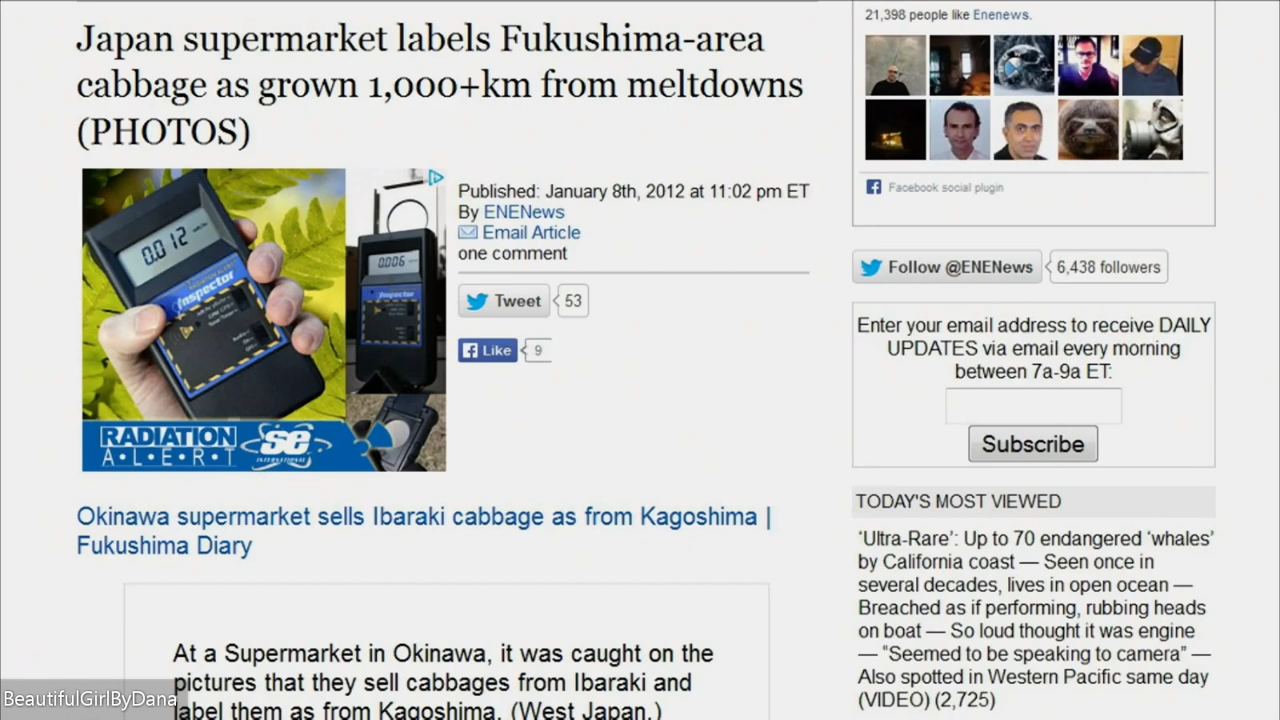 Japan supermarket labels Fukushima-area
cabbage as grown 1,000+km from meltdowns
(PHOTOS)
0.012
Inspector
0.006
Inspector
RADIATION
A•L•E•R•T
se
INTERNATIONAL
Published: January 8th, 2012 at 11:02 pm ET
By ENENews
Email Article
one comment
Tweet
53
Like
9
Okinawa supermarket sells Ibaraki cabbage as from Kagoshima |
Fukushima Diary
At a Supermarket in Okinawa, it was caught on the
pictures that they sell cabbages from Ibaraki and
label them as from Kagoshima. (West Japan.)
21,398 people like Enenews.
Facebook social plugin
Follow @ENENews
6,438 followers
Enter your email address to receive DAILY
UPDATES via email every morning
between 7a-9a ET:
Subscribe
TODAY'S MOST VIEWED
‘Ultra-Rare’: Up to 70 endangered ‘whales’
by California coast — Seen once in
several decades, lives in open ocean —
Breached as if performing, rubbing heads
on boat — So loud thought it was engine
— “Seemed to be speaking to camera” —
Also spotted in Western Pacific same day
(VIDEO) (2,725)
BeautifulGirlByDana